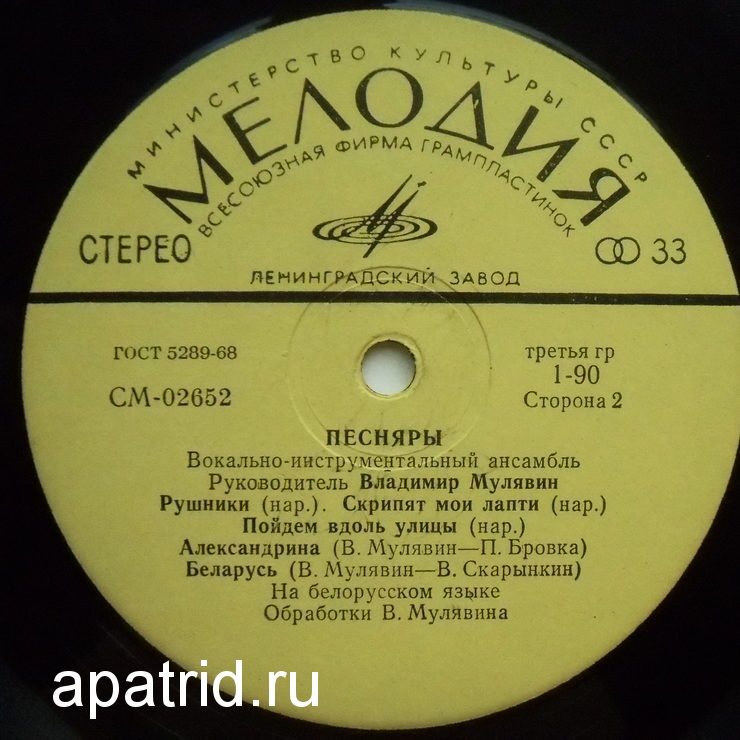 МИНИСТЕРСТВО КУЛЬТУРЫ СССР
МЕЛОДИЯ
ВСЕСОЮЗНАЯ ФИРМА ГРАМПЛАСТИНОК
СТЕРЕО
33
ЛЕНИНГРАДСКИЙ ЗАВОД
ГОСТ 5289-68
третья гр
СМ-02652
1-90
Сторона 2
ПЕСНЯРЫ
Вокально-инструментальный ансамбль
Руководитель Владимир Мулявин
Рушники (нар.). Скрипят мои лапти (нар.)
Пойдем вдоль улицы (нар.)
Александрина (В. Мулявин—П. Бровка)
Беларусь (В. Мулявин—В. Скарынкин)
На белорусском языке
Обработки В. Мулявина
apatrid.ru